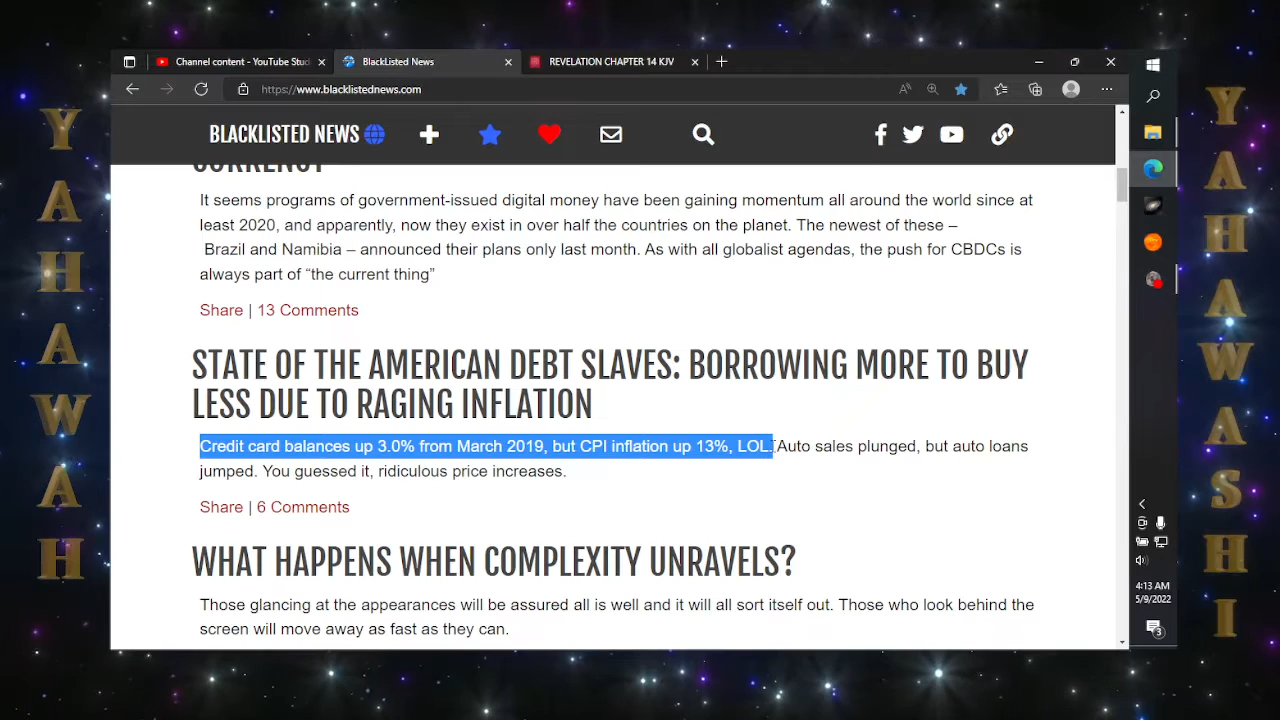 Channel content - YouTube Stud
BlackListed News
REVELATION CHAPTER 14 KJV
https://www.blacklistednews.com
BLACKLISTED NEWS
CURRENCY
It seems programs of government-issued digital money have been gaining momentum all around the world since at
least 2020, and apparently, now they exist in over half the countries on the planet. The newest of these –
Brazil and Namibia – announced their plans only last month. As with all globalist agendas, the push for CBDCs is
always part of “the current thing”
Share | 13 Comments
STATE OF THE AMERICAN DEBT SLAVES: BORROWING MORE TO BUY
LESS DUE TO RAGING INFLATION
Credit card balances up 3.0% from March 2019, but CPI inflation up 13%, LOL. Auto sales plunged, but auto loans
jumped. You guessed it, ridiculous price increases.
Share | 6 Comments
WHAT HAPPENS WHEN COMPLEXITY UNRAVELS?
Those glancing at the appearances will be assured all is well and it will all sort itself out. Those who look behind the
screen will move away as fast as they can.
4:13 AM
5/9/2022
3
YAHAWAH
YAHAWASHI